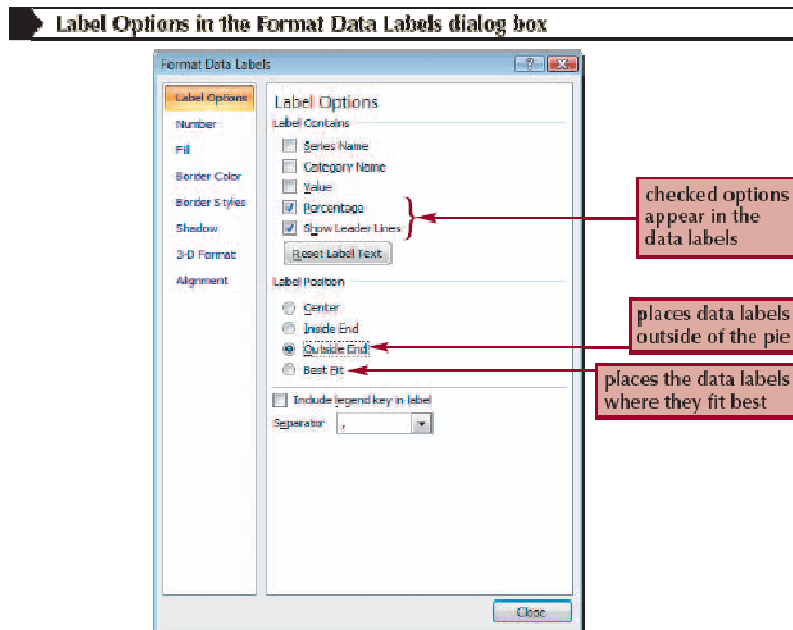 Label Options in the Format Data Labels dialog box
Format Data Labels
?
Label Options
Number
Fill
Border Color
Border Styles
Shadow
3-D Format
Alignment
Label Options
Label Contains
Series Name
Category Name
Value
Percentage
Show Leader Lines
Reset Label Text
Label Position
Center
Inside End
Outside End
Best Fit
Include legend key in label
Separator ,
Close
checked options
appear in the
data labels
places data labels
outside of the pie
places the data labels
where they fit best